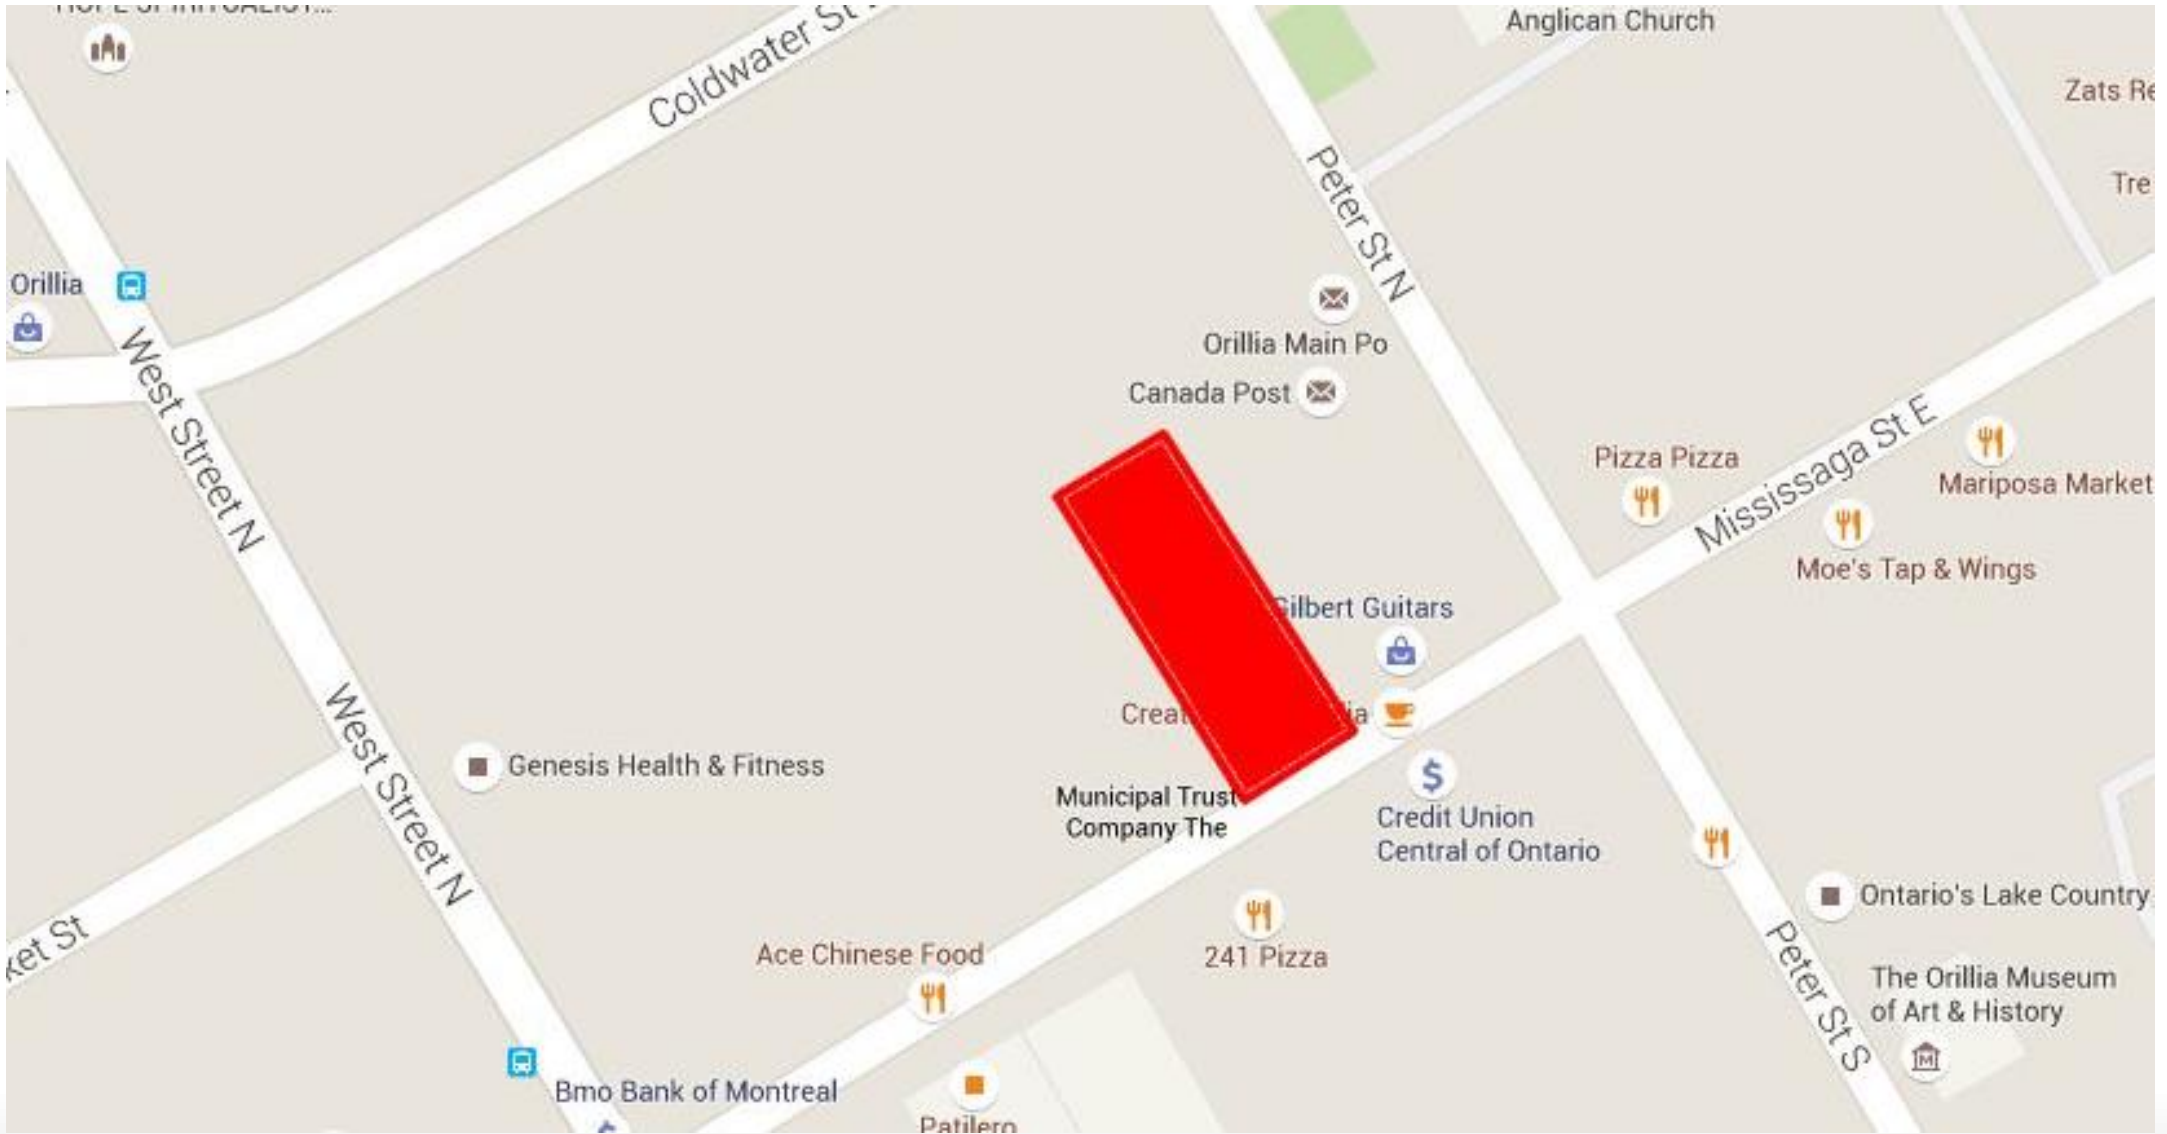 Anglican Church
Coldwater St
Zats
Peter St N
Tre
Orillia
West Street N
Orillia Main Po
Canada Post
Mississaga St E
Pizza Pizza
Mariposa Market
Moe's Tap & Wings
Gilbert Guitars
West Street N
Genesis Health & Fitness
Municipal Trust
Company The
Credit Union
Central of Ontario
Ontario's Lake Country
ket St
Ace Chinese Food
241 Pizza
Peter St S
The Orillia Museum
of Art & History
Bmo Bank of Montreal
Patilero